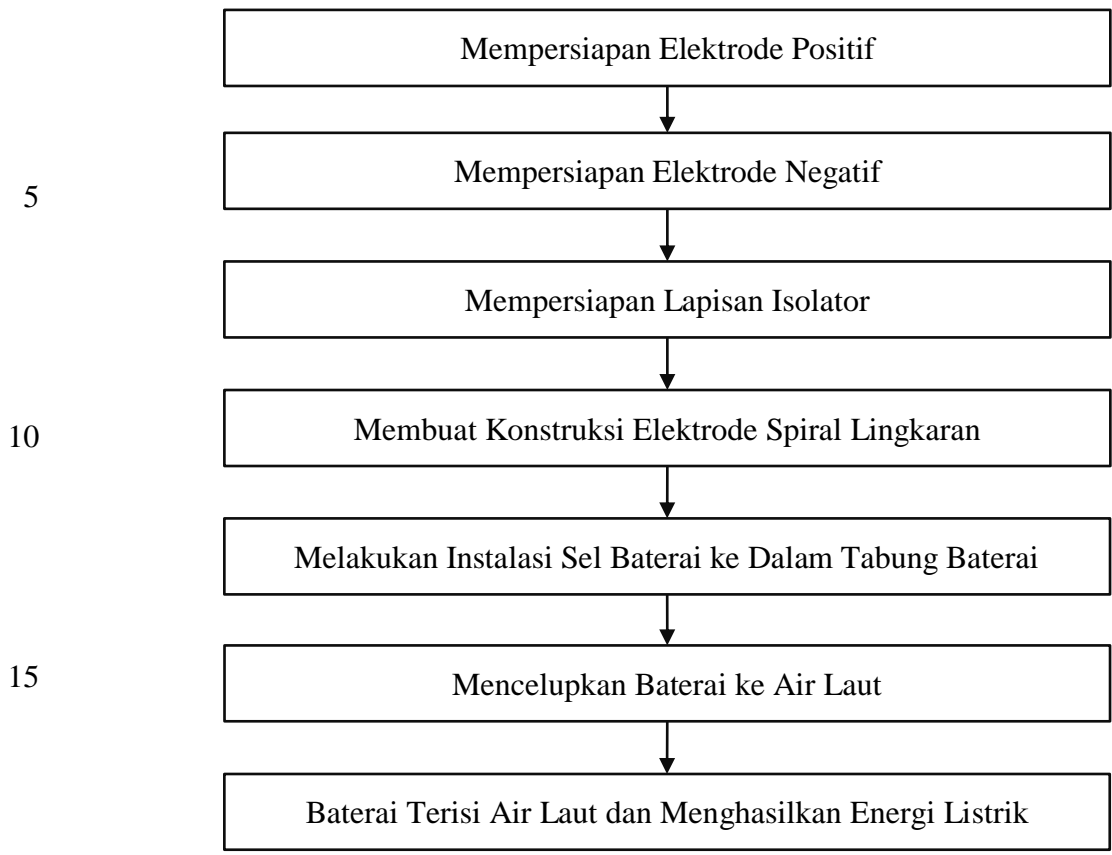 Mempersiapan Elektrode Positif
Mempersiapan Elektrode Negatif
5
Mempersiapan Lapisan Isolator
Membuat Konstruksi Elektrode Spiral Lingkaran
10
Melakukan Instalasi Sel Baterai ke Dalam Tabung Baterai
15
Mencelupkan Baterai ke Air Laut
Baterai Terisi Air Laut dan Menghasilkan Energi Listrik